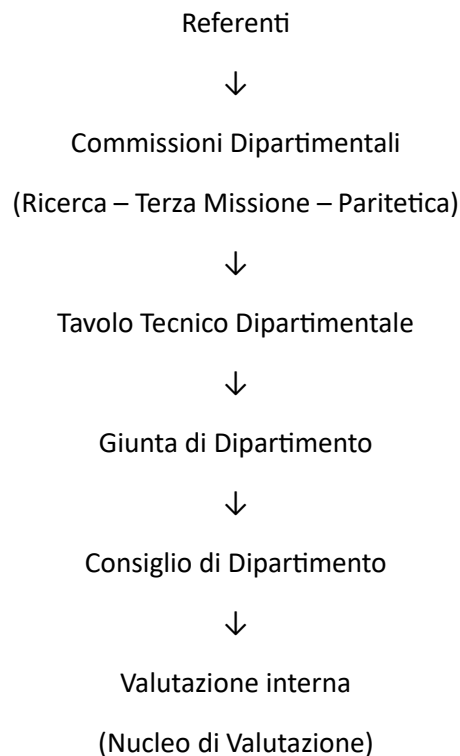 Referenti
↓
Commissioni Dipartimentali
(Ricerca – Terza Missione – Paritetica)
↓
Tavolo Tecnico Dipartimentale
↓
Giunta di Dipartimento
↓
Consiglio di Dipartimento
↓
Valutazione interna
(Nucleo di Valutazione)